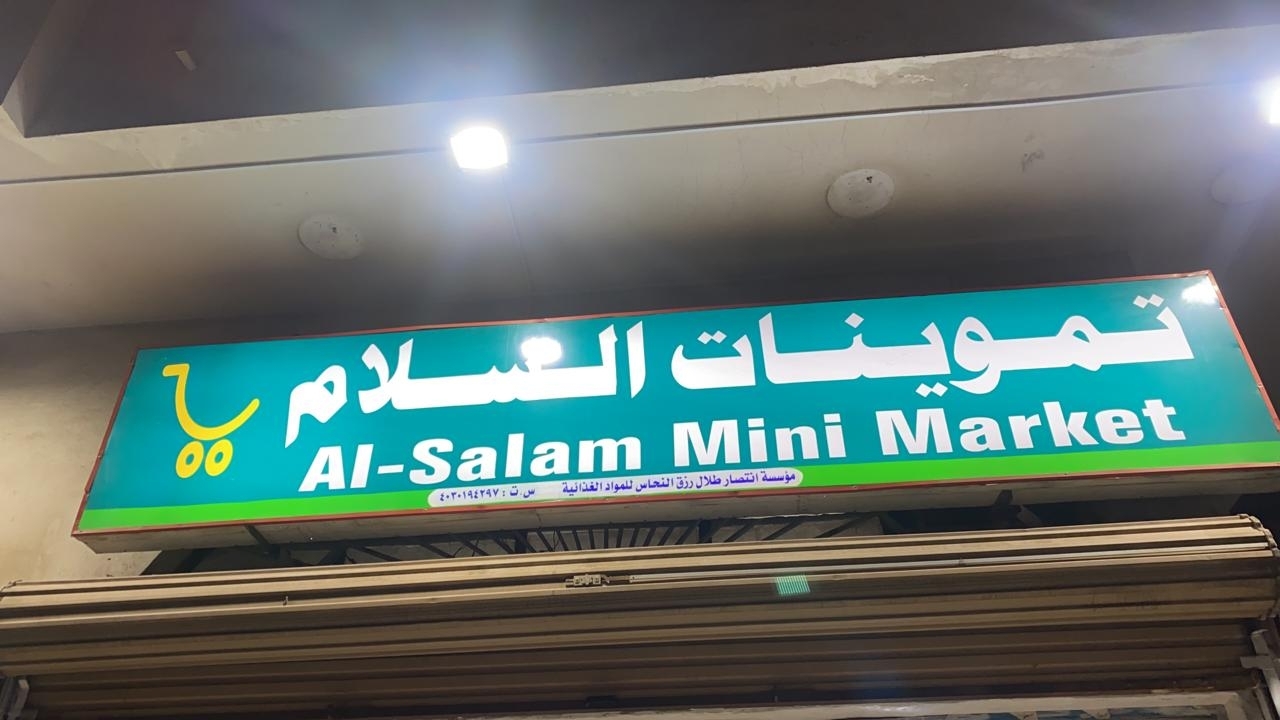 تموينات السلام
Al-Salam Mini Market
مؤسسة انتصار طلال رزق النحاس للمواد الغذائية س.ت : ٤٠٣٠١٩٤٢٩٧